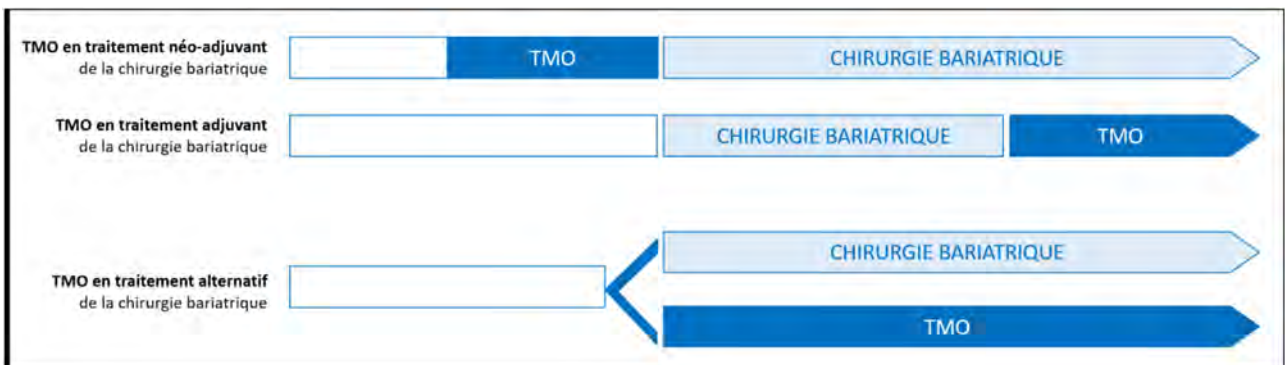 TMO en traitement néo-adjuvant
de la chirurgie bariatrique
TMO
CHIRURGIE BARIATRIQUE
TMO en traitement adjuvant
de la chirurgie bariatrique
CHIRURGIE BARIATRIQUE
TMO
TMO en traitement alternatif
de la chirurgie bariatrique
CHIRURGIE BARIATRIQUE
TMO